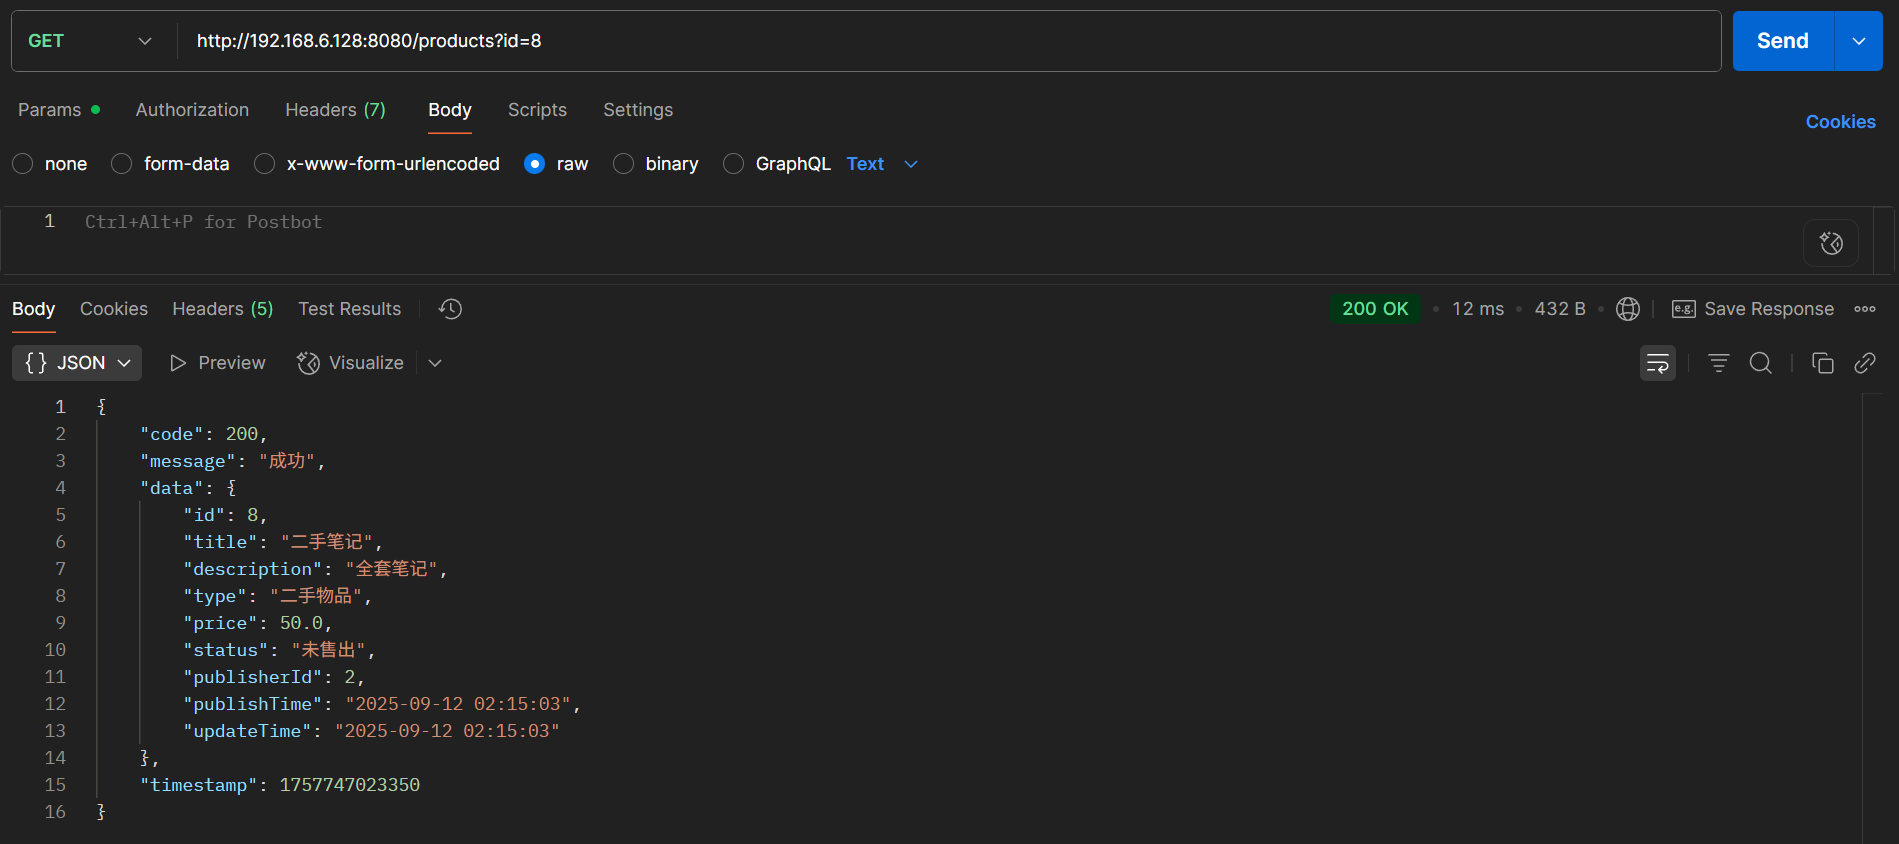 GET http://192.168.6.128:8080/products?id=8 Send
Params Authorization Headers (7) Body Scripts Settings Cookies
none form-data x-www-form-urlencoded raw binary GraphQL Text
1 Ctrl+Alt+P for Postbot
Body Cookies Headers (5) Test Results 200 OK 12 ms 432 B e.g. Save Response
{} JSON Preview Visualize
1 {
2 "code": 200,
3 "message": "成功",
4 "data": {
5 "id": 8,
6 "title": "二手笔记",
7 "description": "全套笔记",
8 "type": "二手物品",
9 "price": 50.0,
10 "status": "未售出",
11 "publisherId": 2,
12 "publishTime": "2025-09-12 02:15:03",
13 "updateTime": "2025-09-12 02:15:03"
14 },
15 "timestamp": 1757747023350
16 }